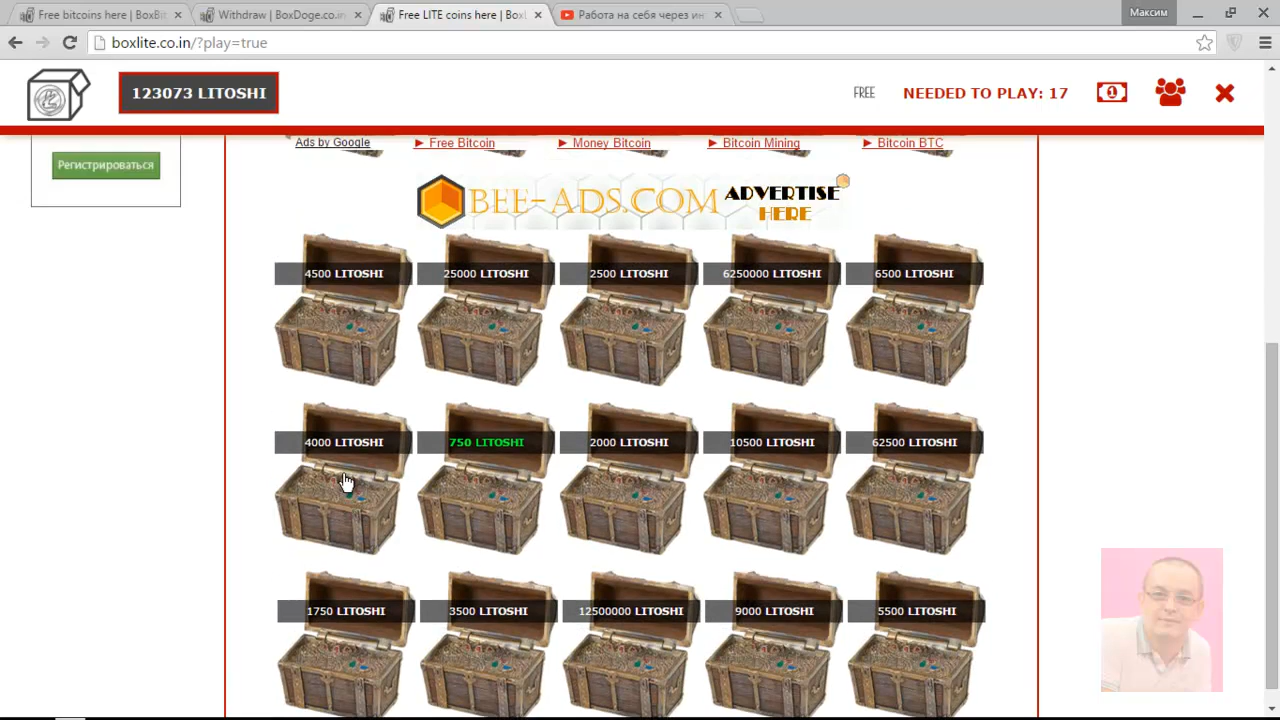 Free bitcoins here | BoxBi
Withdraw | BoxDoge.co.in
Free LITE coins here | BoxL
Работа на себя через ин
Максим
boxlite.co.in/?play=true
123073 LITOSHI
FREE
NEEDED TO PLAY: 17
Регистрироваться
Ads by Google
► Free Bitcoin
► Money Bitcoin
► Bitcoin Mining
► Bitcoin BTC
BEE-ADS.COM
ADVERTISE
HERE
4500 LITOSHI
25000 LITOSHI
2500 LITOSHI
6250000 LITOSHI
6500 LITOSHI
4000 LITOSHI
750 LITOSHI
2000 LITOSHI
10500 LITOSHI
62500 LITOSHI
1750 LITOSHI
3500 LITOSHI
12500000 LITOSHI
9000 LITOSHI
5500 LITOSHI